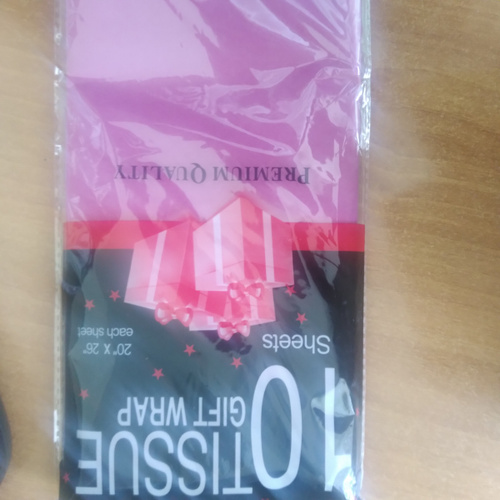 10 TISSUE
GIFT WRAP
Sheets
20" X 26"
each sheet
PREMIUM QUALITY